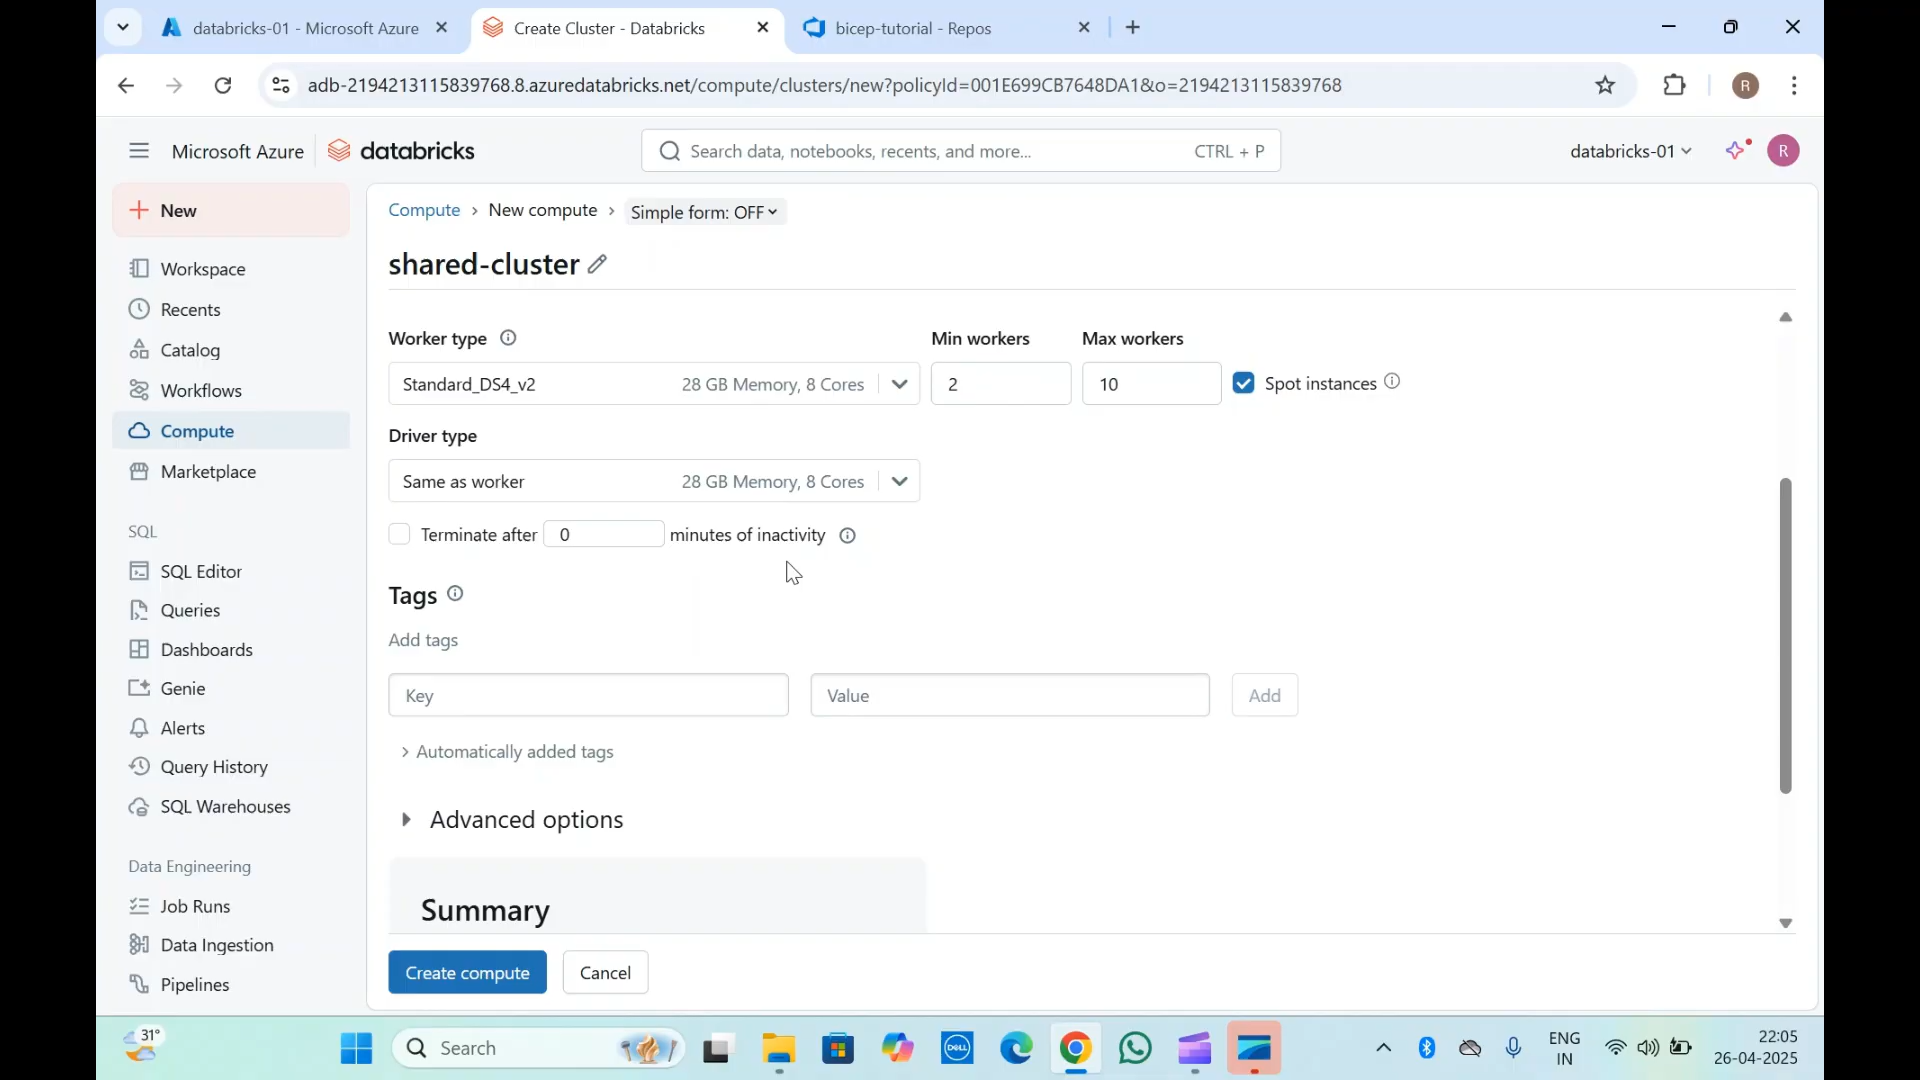 databricks-01 - Microsoft Azure
Create Cluster - Databricks
bicep-tutorial - Repos
adb-2194213115839768.8.azuredatabricks.net/compute/clusters/new?policyId=001E699CB7648DA1&o=2194213115839768
R
Microsoft Azure
databricks
Search data, notebooks, recents, and more...
CTRL + P
databricks-01
R
New
Workspace
Recents
Catalog
Workflows
Compute
Marketplace
SQL
SQL Editor
Queries
Dashboards
Genie
Alerts
Query History
SQL Warehouses
Data Engineering
Job Runs
Data Ingestion
Pipelines
Compute > New compute > Simple form: OFF
shared-cluster
Worker type Min workers Max workers
Standard_DS4_v2 28 GB Memory, 8 Cores 2 10 Spot instances
Driver type
Same as worker 28 GB Memory, 8 Cores
Terminate after 0 minutes of inactivity
Tags
Add tags
Key Value Add
Automatically added tags
Advanced options
Summary
Create compute Cancel
31°
Search
DELL
ENG
IN
22:05
26-04-2025